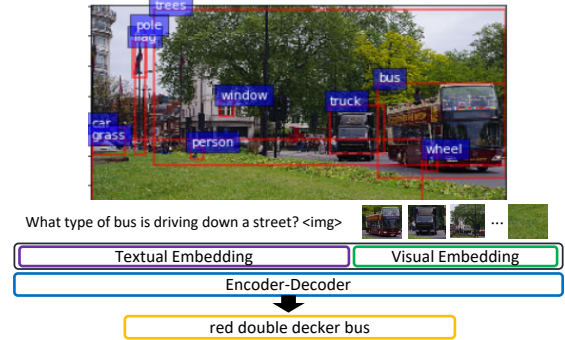 trees
pole
flag
bus
window
truck
car
grass
person
wheel
What type of bus is driving down a street? <img>
...
Textual Embedding
Visual Embedding
Encoder-Decoder
red double decker bus